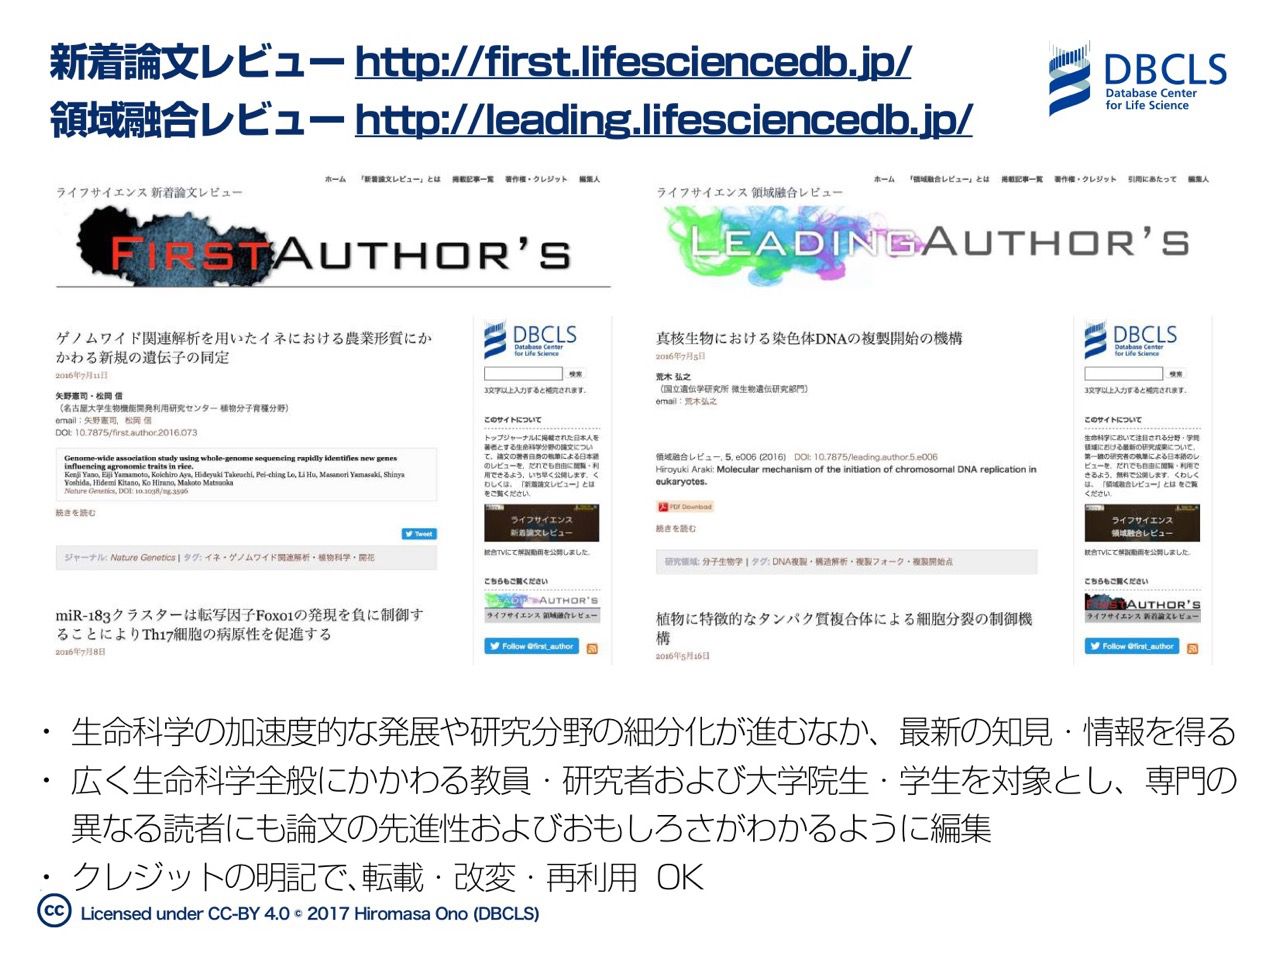 新着論文レビュー http://first.lifesciencedb.jp/
領域融合レビュー http://leading.lifesciencedb.jp/
DBCLS
Database Center
for Life Science
ホーム 「新着論文レビュー」とは 掲載記事一覧 著作権・クレジット 編集人
ライフサイエンス 新着論文レビュー
FIRSTAUTHOR'S
ゲノムワイド関連解析を用いたイネにおける農業形質にか
かわる新規の遺伝子の同定
2016年7月11日
矢野憲司・松岡 信
(名古屋大学生物機能開発利用研究センター 植物分子育種分野)
email:矢野憲司, 松岡 信
DOI: 10.7875/first.author.2016.073
Genome-wide association study using whole-genome sequencing rapidly identifies new genes
influencing agronomic traits in rice.
Kenji Yano, Eiji Yamamoto, Koichiro Aya, Hideyuki Takeuchi, Pei-ching Lo, Li Hu, Masanori Yamasaki, Shinya
Yoshida, Hidemi Kitano, Ko Hirano, Makoto Matsuoka
Nature Genetics, DOI: 10.1038/ng.3596
続きを読む
Tweet
ジャーナル: Nature Genetics | タグ: イネ・ゲノムワイド関連解析・植物科学・開花
miR-183クラスターは転写因子Foxo1の発現を負に制御す
ることによりTh17細胞の病原性を促進する
2016年7月8日
DBCLS
Database Center
for Life Science
検索
3文字以上入力すると補完されます。
このサイトについて
トップジャーナルに掲載された日本人を
著者とする生命科学分野の論文につい
て、論文の著者自身の執筆による日本語
のレビューを、だれでも自由に閲覧・利
用できるよう、いち早く公開します。く
わしくは、「新着論文レビュー」とは
をご覧ください.
ライフサイエンス
新着論文レビュー
統合TVにて解説動画を公開しました。
こちらもご覧ください
LEADING AUTHOR'S
ライフサイエンス 領域融合レビュー
Follow @first_author
ホーム 「領域融合レビュー」とは 掲載記事一覧 著作権・クレジット 引用にあたって 編集人
ライフサイエンス 領域融合レビュー
LEADINGAUTHOR'S
真核生物における染色体DNAの複製開始の機構
2016年7月5日
荒木 弘之
(国立遺伝学研究所 微生物遺伝研究部門)
email:荒木弘之
領域融合レビュー, 5, e006 (2016) DOI: 10.7875/leading.author.5.e006
Hiroyuki Araki: Molecular mechanism of the initiation of chromosomal DNA replication in
eukaryotes.
PDF Download
続きを読む
研究領域: 分子生物学 | タグ: DNA複製・構造解析・複製フォーク・複製開始点
植物に特徴的なタンパク質複合体による細胞分裂の制御機
構
2016年5月16日
DBCLS
Database Center
for Life Science
検索
3文字以上入力すると補完されます。
このサイトについて
生命科学において注目される分野・学問
領域における最新の研究成果について、
第一線の研究者の執筆による日本語のレ
ビューを、だれでも自由に閲覧・利用で
きるよう、無料で公開します. くわしく
は、「領域融合レビュー」とは をご覧
ください.
ライフサイエンス
領域融合レビュー
統合TVにて解説動画を公開しました。
こちらもご覧ください
FIRSTAUTHOR'S
ライフサイエンス 新着論文レビュー
Follow @first_author
・ 生命科学の加速度的な発展や研究分野の細分化が進むなか、最新の知見・情報を得る
・ 広く生命科学全般にかかわる教員・研究者および大学院生・学生を対象とし、専門の
異なる読者にも論文の先進性およびおもしろさがわかるように編集
・ クレジットの明記で、転載・改変・再利用 OK
cc Licensed under CC-BY 4.0 © 2017 Hiromasa Ono (DBCLS)